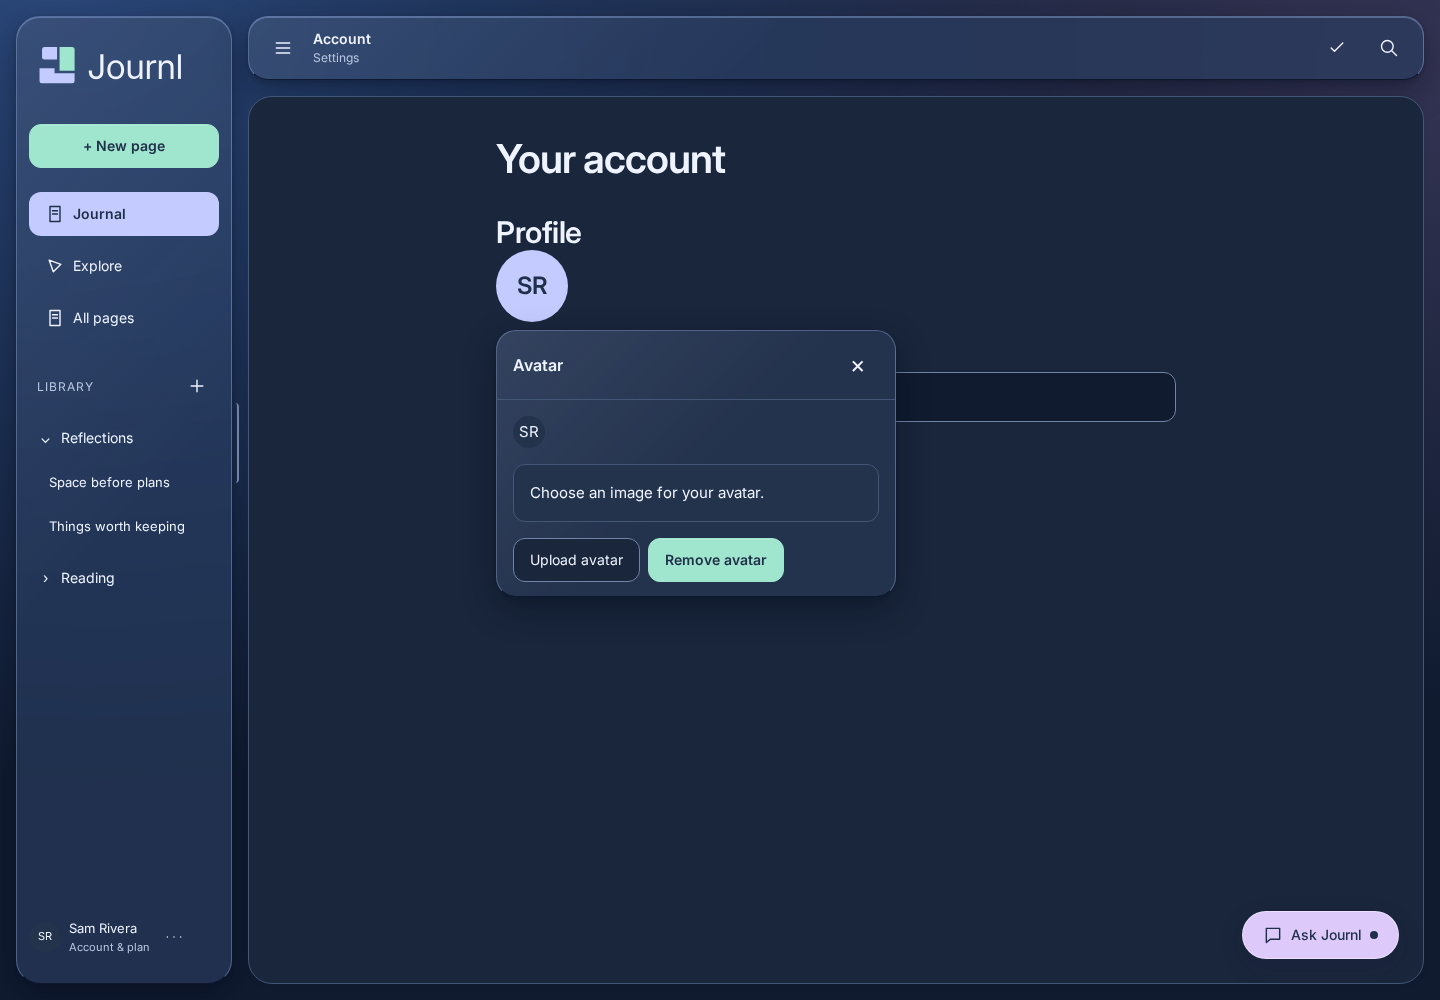 Journl
+ New page
Journal
Explore
All pages
LIBRARY
Reflections
Space before plans
Things worth keeping
Reading
SR
Sam Rivera
Account & plan
...
Account
Settings
Your account
Profile
SR
Avatar
SR
Choose an image for your avatar.
Upload avatar
Remove avatar
Ask Journl